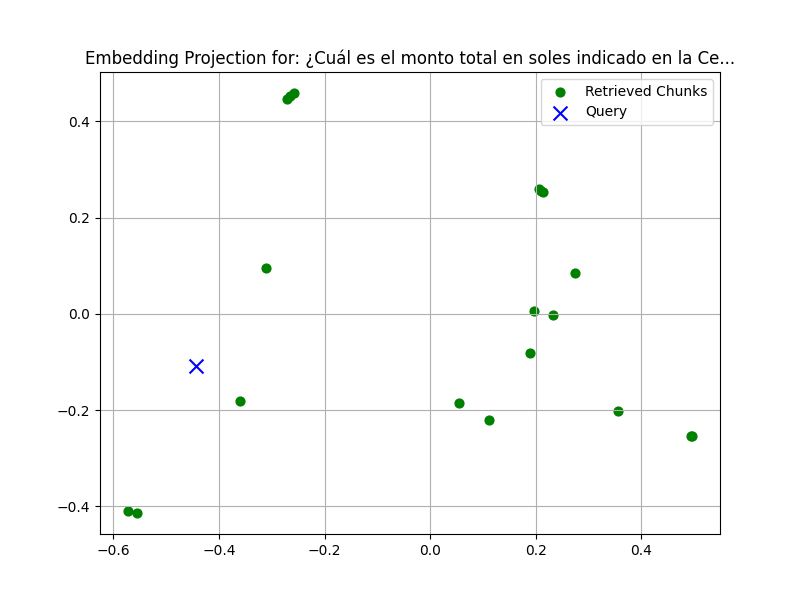 Embedding Projection for: ¿Cuál es el monto total en soles indicado en la Ce...
Retrieved Chunks
Query
0.4
0.2
0.0
−0.2
−0.4
−0.6 −0.4 −0.2 0.0 0.2 0.4